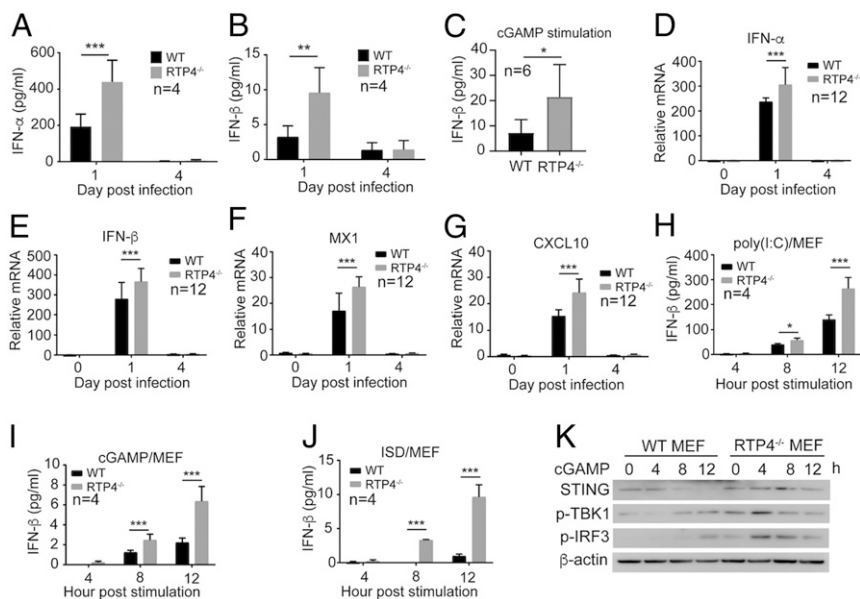 A
600
400
200
0
IFN-α (pg/ml)
***
WT
RTP4-/-
n=4
1
4
Day post infection
B
15
10
5
0
IFN-β (pg/ml)
**
WT
RTP4-/-
n=4
1
4
Day post infection
C
cGAMP stimulation
40
30
20
10
0
IFN-β (pg/ml)
*
n=6
WT RTP4-/-
D
IFN-α
400
300
200
100
0
Relative mRNA
***
WT
RTP4-/-
n=12
0
1
4
Day post infection
E
IFN-β
500
400
300
200
100
0
Relative mRNA
***
WT
RTP4-/-
n=12
0
1
4
Day post infection
F
MX1
40
30
20
10
0
Relative mRNA
***
WT
RTP4-/-
n=12
0
1
4
Day post infection
G
CXCL10
40
30
20
10
0
Relative mRNA
***
WT
RTP4-/-
n=12
0
1
4
Day post infection
H
poly(I:C)/MEF
400
300
200
100
0
IFN-β (pg/ml)
WT
RTP4-/-
n=4
*
***
4
8
12
Hour post stimulation
I
cGAMP/MEF
10
8
6
4
2
0
IFN-β (pg/ml)
WT
RTP4-/-
n=4
***
***
4
8
12
Hour post stimulation
J
ISD/MEF
15
10
5
0
IFN-β (pg/ml)
WT
RTP4-/-
n=4
***
***
4
8
12
Hour post stimulation
K
WT MEF RTP4-/- MEF
cGAMP 0 4 8 12 0 4 8 12 h
STING
p-TBK1
p-IRF3
β-actin